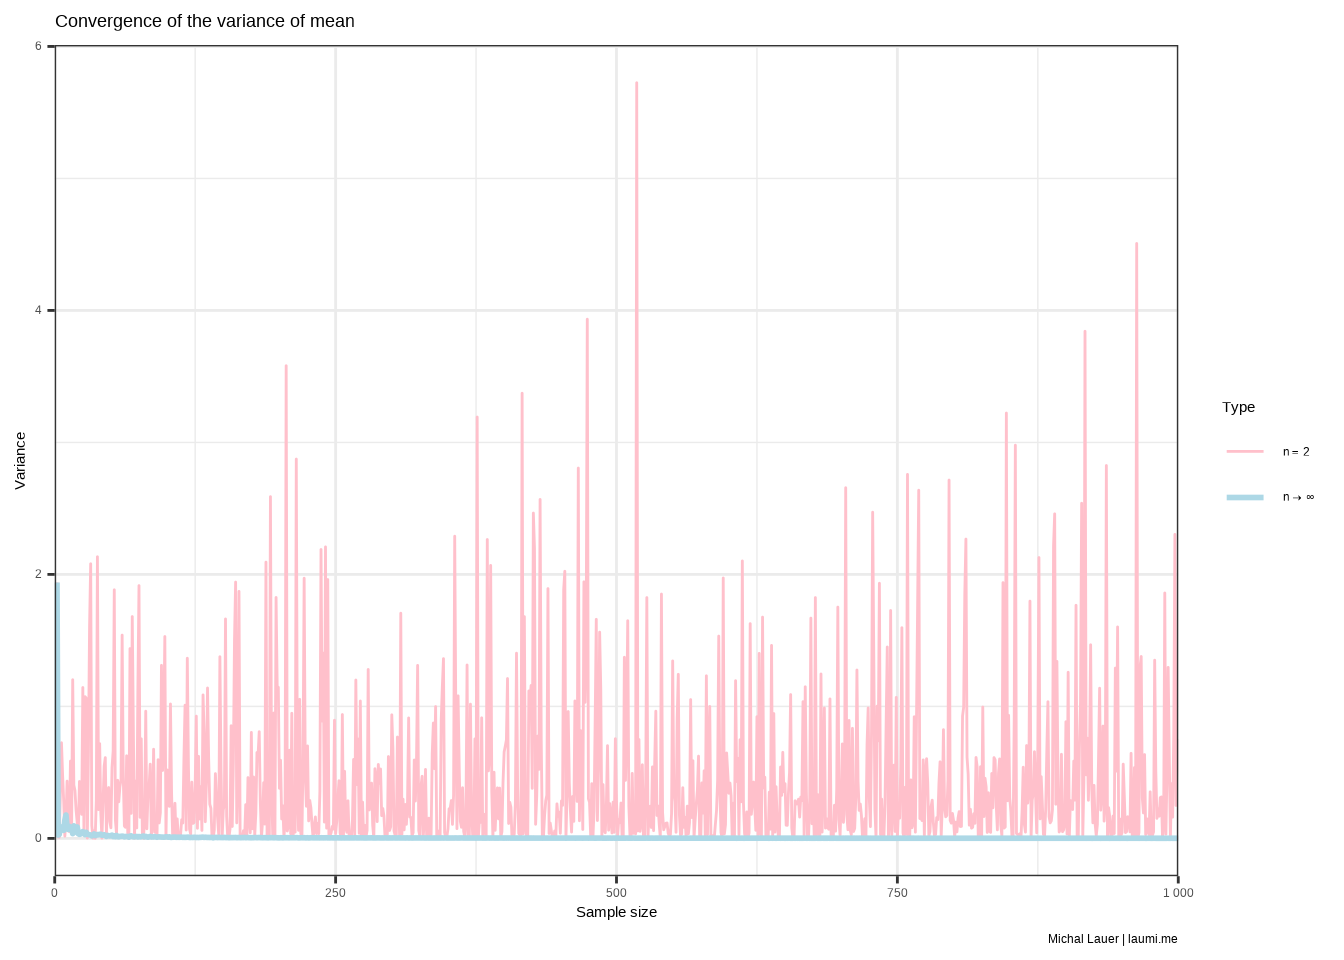 Convergence of the variance of mean
6
4
2
0
Variance
0 250 500 750 1 000
Sample size
Type
n = 2
n → ∞
Michal Lauer | laumi.me